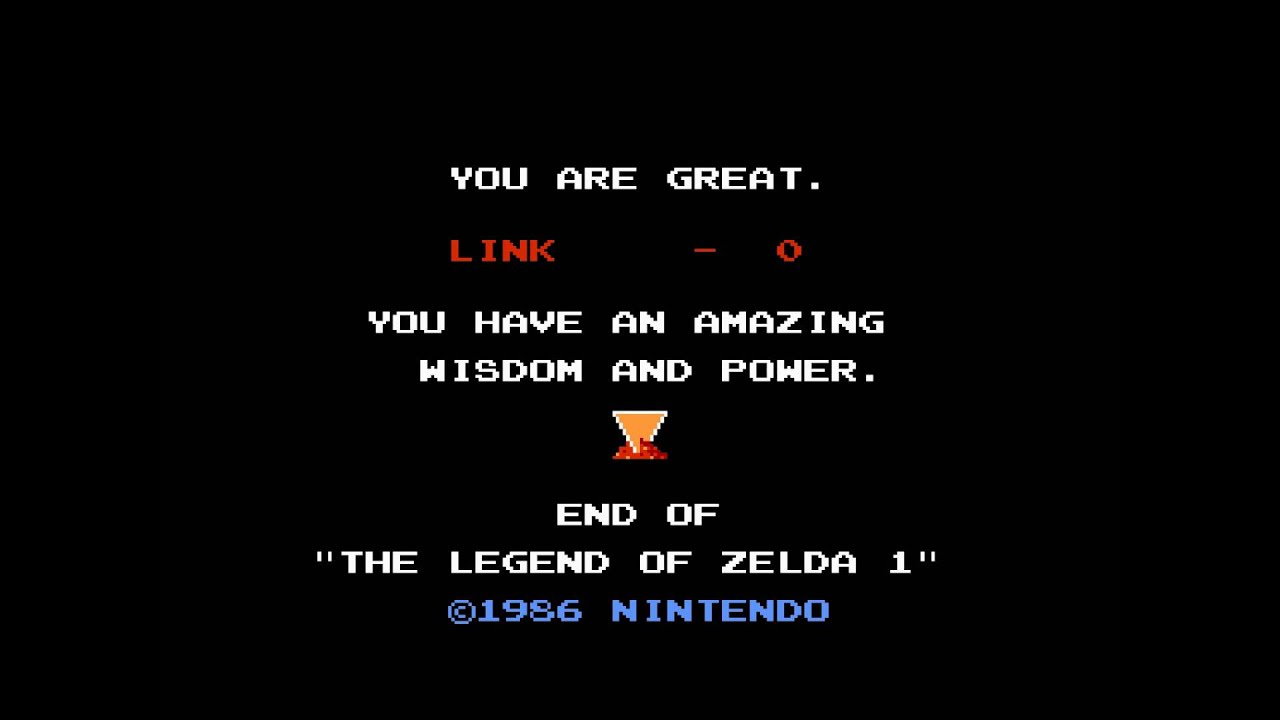 YOU ARE GREAT.
LINK - 0
YOU HAVE AN AMAZING
WISDOM AND POWER.
END OF
"THE LEGEND OF ZELDA 1"
©1986 NINTENDO